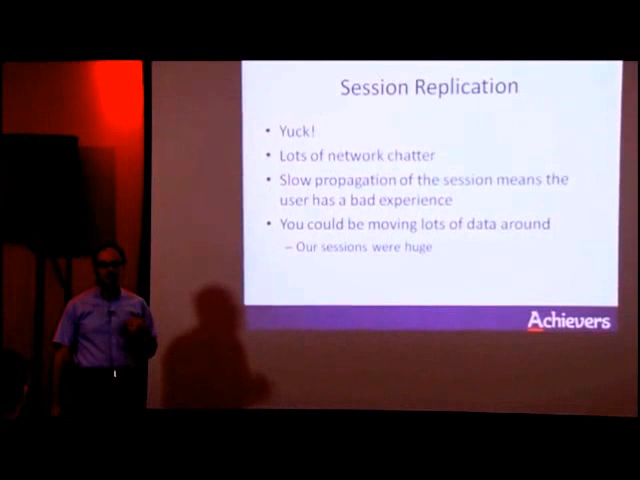 Session Replication
• Yuck!
• Lots of network chatter
• Slow propagation of the session means the
user has a bad experience
• You could be moving lots of data around
– Our sessions were huge
Achievers